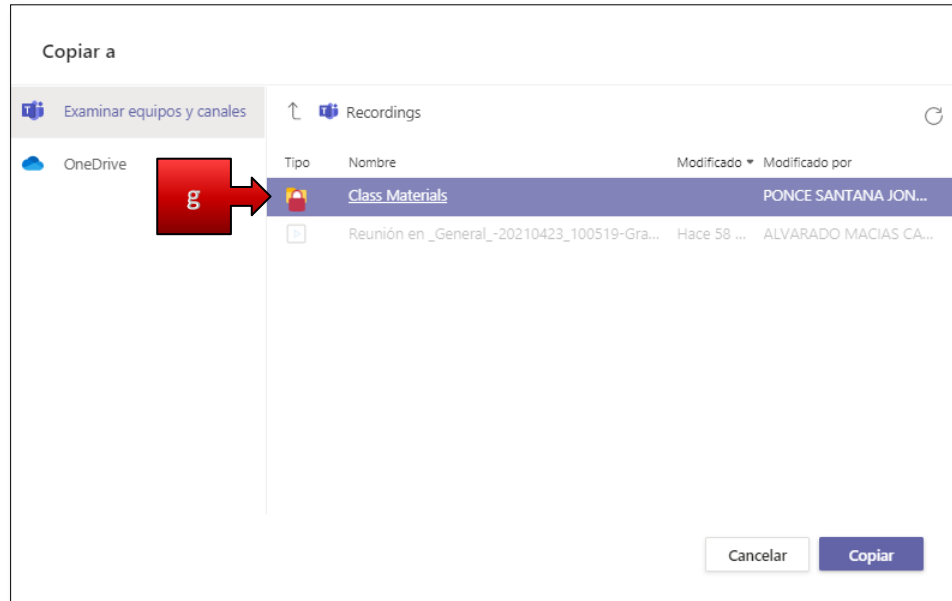 Copiar a
Examinar equipos y canales
OneDrive
g
Recordings
Tipo Nombre Modificado Modificado por
Class Materials PONCE SANTANA JON...
Reunión en _General_-20210423_100519-Gra... Hace 58 ... ALVARADO MACIAS CA...
Cancelar Copiar